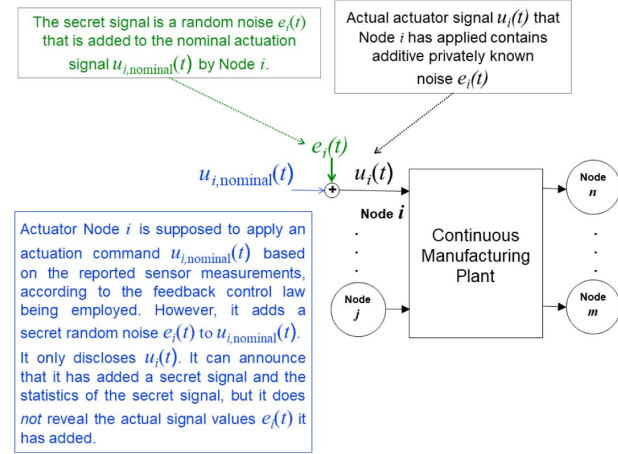 The secret signal is a random noise e_i(t)
that is added to the nominal actuation
signal u_{i,nominal}(t) by Node i.
Actual actuator signal u_i(t) that
Node i has applied contains
additive privately known
noise e_i(t)
e_i(t)
u_{i,nominal}(t)
u_i(t)
+
Node i
Node
n
Continuous
Manufacturing
Plant
Node
j
Node
m
Actuator Node i is supposed to apply an
actuation command u_{i,nominal}(t) based
on the reported sensor measurements,
according to the feedback control law
being employed. However, it adds a
secret random noise e_i(t) to u_{i,nominal}(t).
It only discloses u_i(t). It can announce
that it has added a secret signal and the
statistics of the secret signal, but it does
not reveal the actual signal values e_i(t) it
has added.